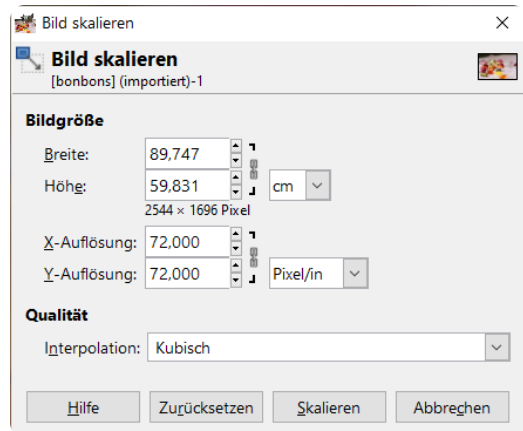 Bild skalieren
Bild skalieren
[bonbons] (importiert)-1
Bildgröße
Breite: 89,747
Höhe: 59,831 cm
2544 × 1696 Pixel
X-Auflösung: 72,000
Y-Auflösung: 72,000 Pixel/in
Qualität
Interpolation: Kubisch
Hilfe Zurücksetzen Skalieren Abbrechen